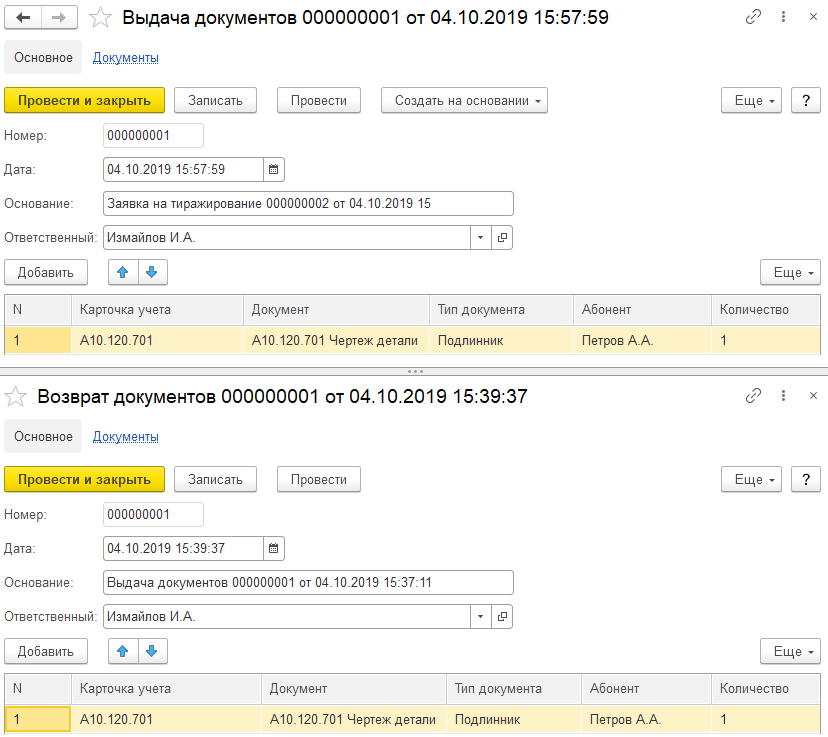 Выдача документов 000000001 от 04.10.2019 15:57:59
Основное Документы
Провести и закрыть Записать Провести Создать на основании Еще ?
Номер: 000000001
Дата: 04.10.2019 15:57:59
Основание: Заявка на тиражирование 000000002 от 04.10.2019 15
Ответственный: Измайлов И.А.
Добавить Еще
N Карточка учета Документ Тип документа Абонент Количество
1 А10.120.701 А10.120.701 Чертеж детали Подлинник Петров А.А. 1
Возврат документов 000000001 от 04.10.2019 15:39:37
Основное Документы
Провести и закрыть Записать Провести Еще ?
Номер: 000000001
Дата: 04.10.2019 15:39:37
Основание: Выдача документов 000000001 от 04.10.2019 15:37:11
Ответственный: Измайлов И.А.
Добавить Еще
N Карточка учета Документ Тип документа Абонент Количество
1 А10.120.701 А10.120.701 Чертеж детали Подлинник Петров А.А. 1